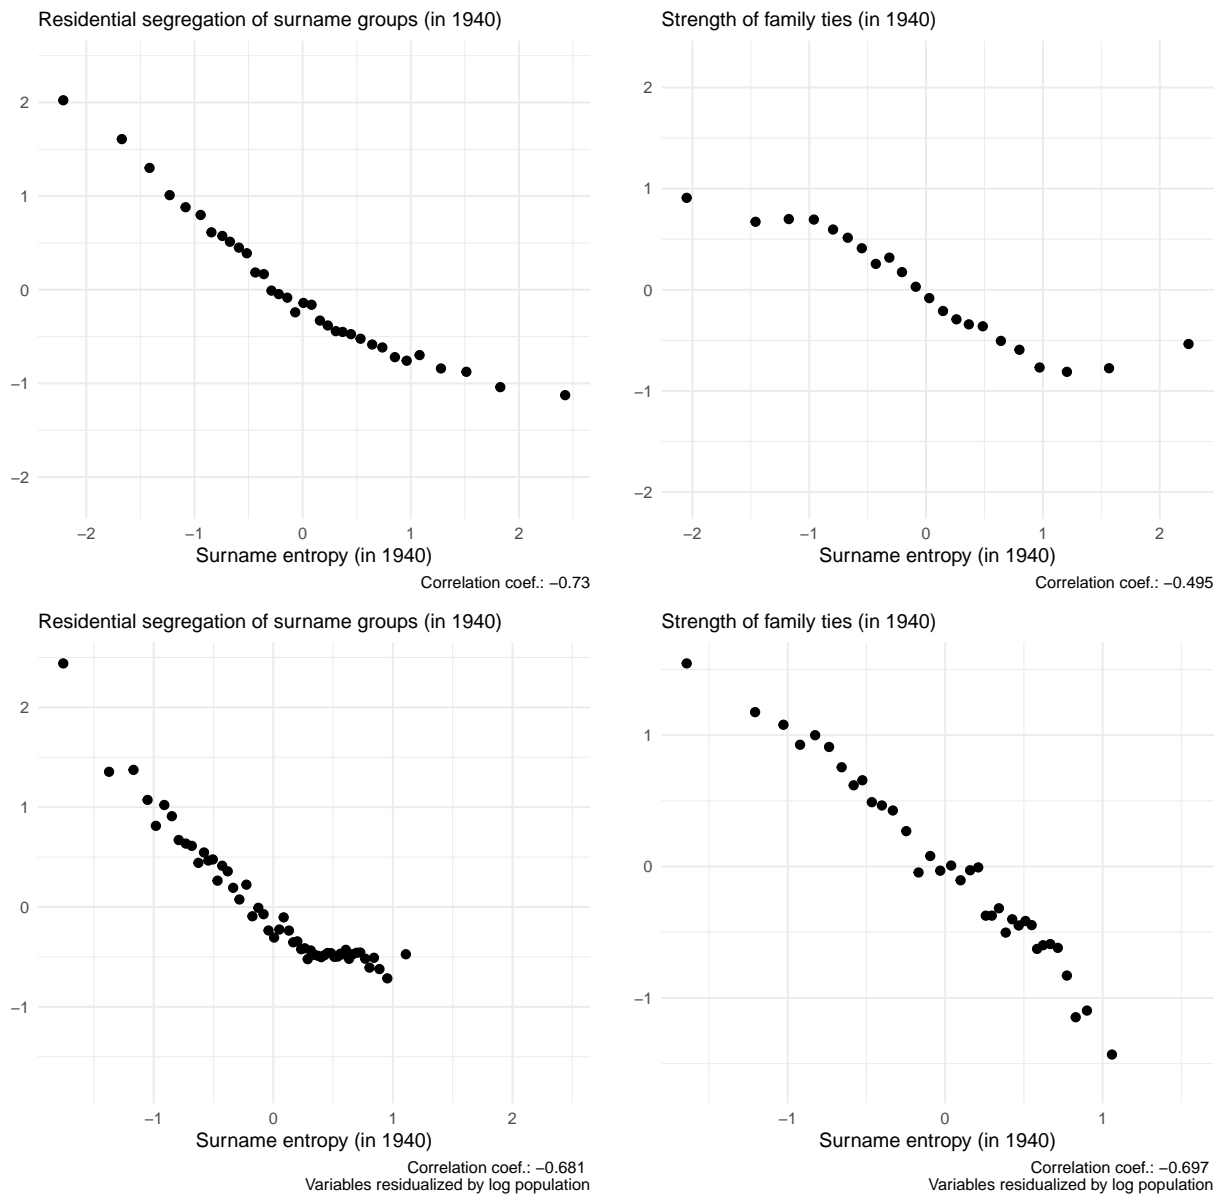 Residential segregation of surname groups (in 1940)
2
1
0
−1
−2
−2 −1 0 1 2
Surname entropy (in 1940)
Correlation coef.: −0.73
Strength of family ties (in 1940)
2
1
0
−1
−2
−2 −1 0 1 2
Surname entropy (in 1940)
Correlation coef.: −0.495
Residential segregation of surname groups (in 1940)
2
1
0
−1
−1 0 1 2
Surname entropy (in 1940)
Correlation coef.: −0.681
Variables residualized by log population
Strength of family ties (in 1940)
1
0
−1
−1 0 1
Surname entropy (in 1940)
Correlation coef.: −0.697
Variables residualized by log population